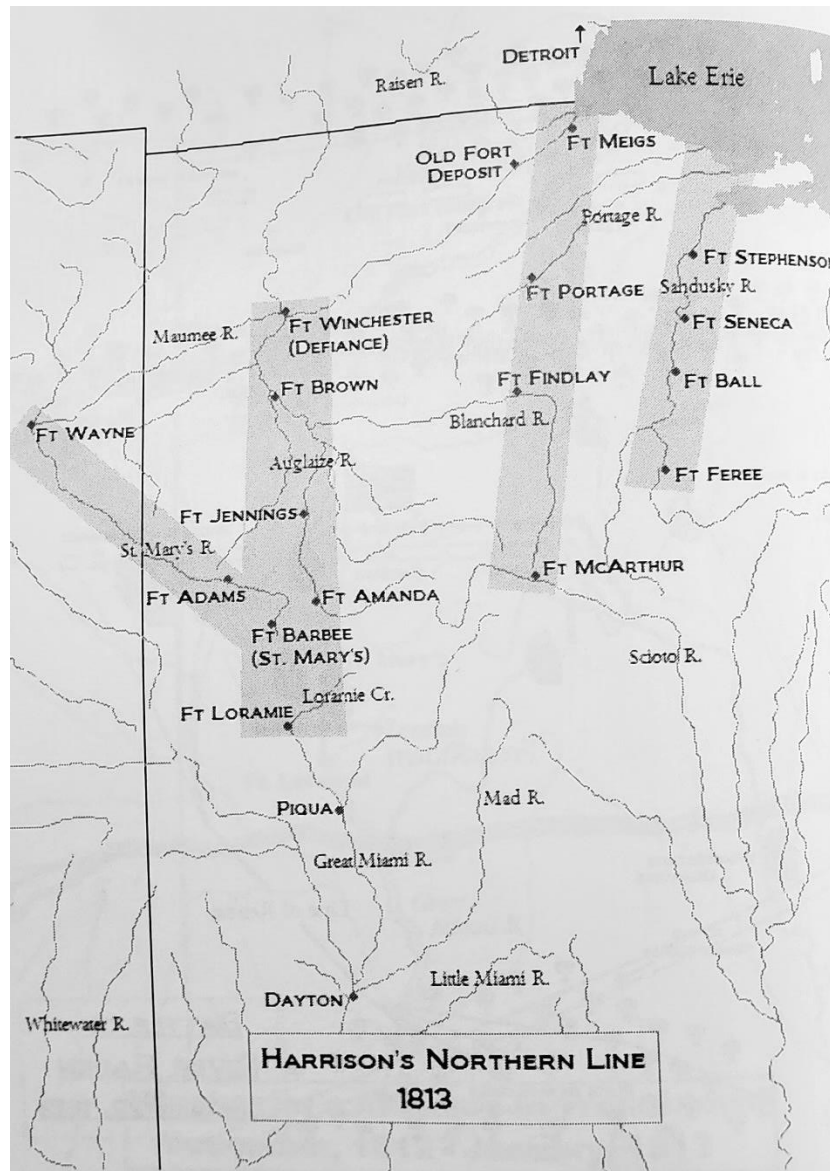 DETROIT
Lake Erie
Raisen R.
FT MEIGS
OLD FORT
DEPOSIT
Portage R.
FT STEPHENSON
FT PORTAGE
Sandusky R.
FT WINCHESTER
(DEFIANCE)
FT SENECA
Maumee R.
FT BROWN
FT FINDLAY
FT BALL
FT WAYNE
Blanchard R.
Auglaize R.
FT FEREE
FT JENNINGS
St. Mary's R.
FT MCARTHUR
FT ADAMS
FT AMANDA
FT BARBEE
(ST. MARY'S)
Scioto R.
Loramie Cr.
FT LORAMIE
Mad R.
PIQUA
Great Miami R.
Little Miami R.
DAYTON
Whitewater R.
HARRISON'S NORTHERN LINE
1813